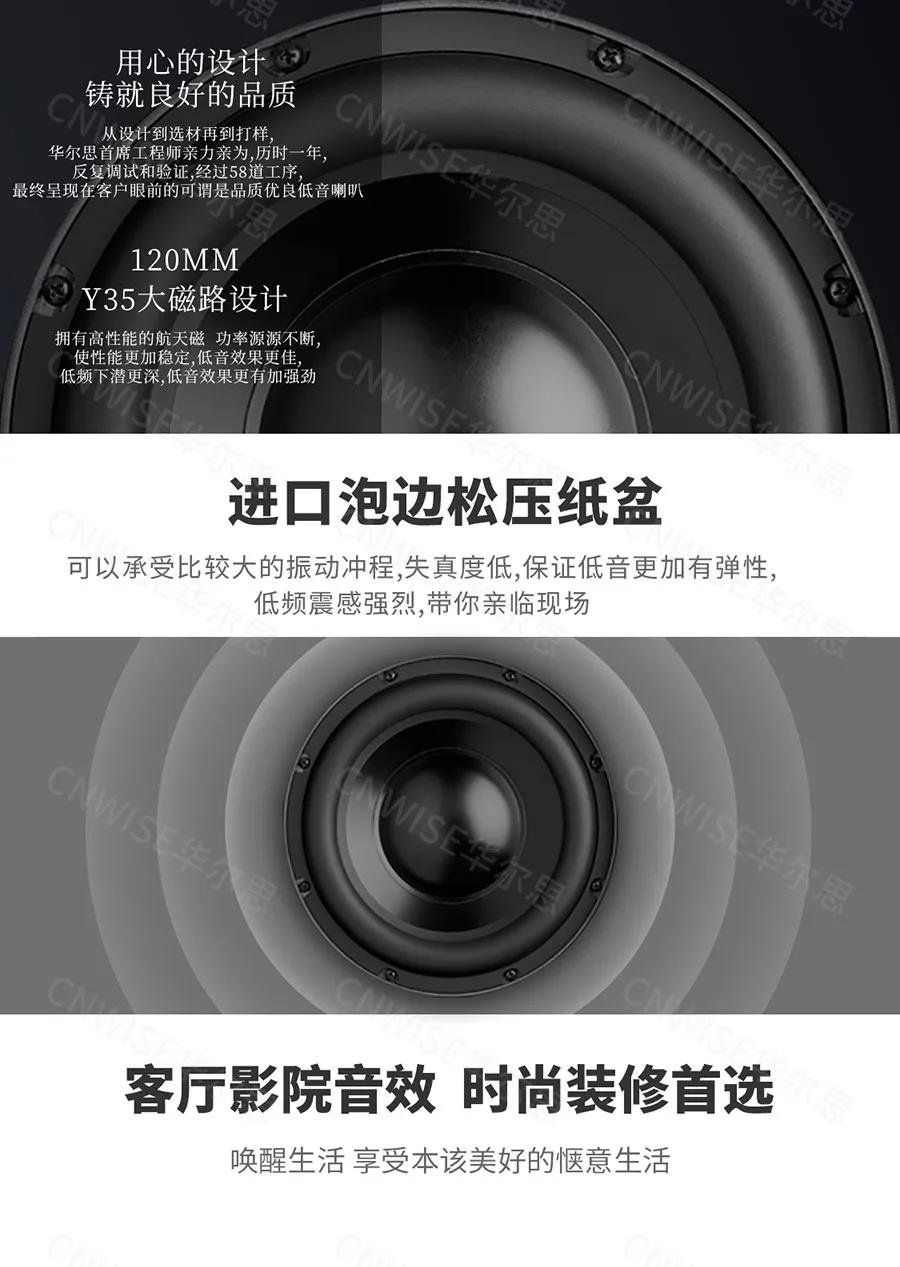 用心的设计
铸就良好的品质
从设计到选材再到打样,
华尔思首席工程师亲力亲为,历时一年,
反复调试和验证,经过58道工序,
最终呈现在客户眼前的可谓是品质优良低音喇叭
120MM
Y35大磁路设计
拥有高性能的航天磁 功率源源不断,
使性能更加稳定,低音效果更佳,
低频下潜更深,低音效果更有加强劲
进口泡边松压纸盆
可以承受比较大的振动冲程,失真度低,保证低音更加有弹性,
低频震感强烈,带你亲临现场
客厅影院音效 时尚装修首选
唤醒生活 享受本该美好的惬意生活
CNWISE华尔思